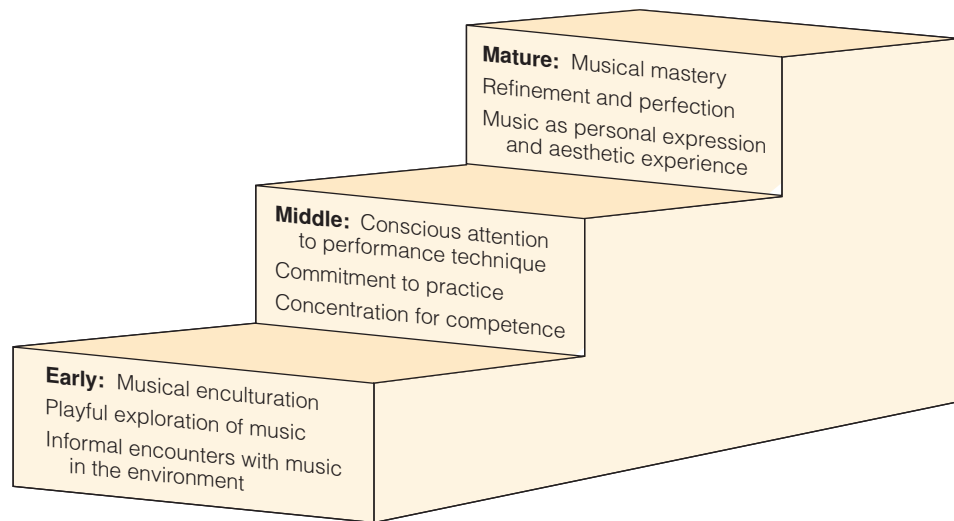 Mature: Musical mastery
Refinement and perfection
Music as personal expression
and aesthetic experience
Middle: Conscious attention
to performance technique
Commitment to practice
Concentration for competence
Early: Musical enculturation
Playful exploration of music
Informal encounters with music
in the environment